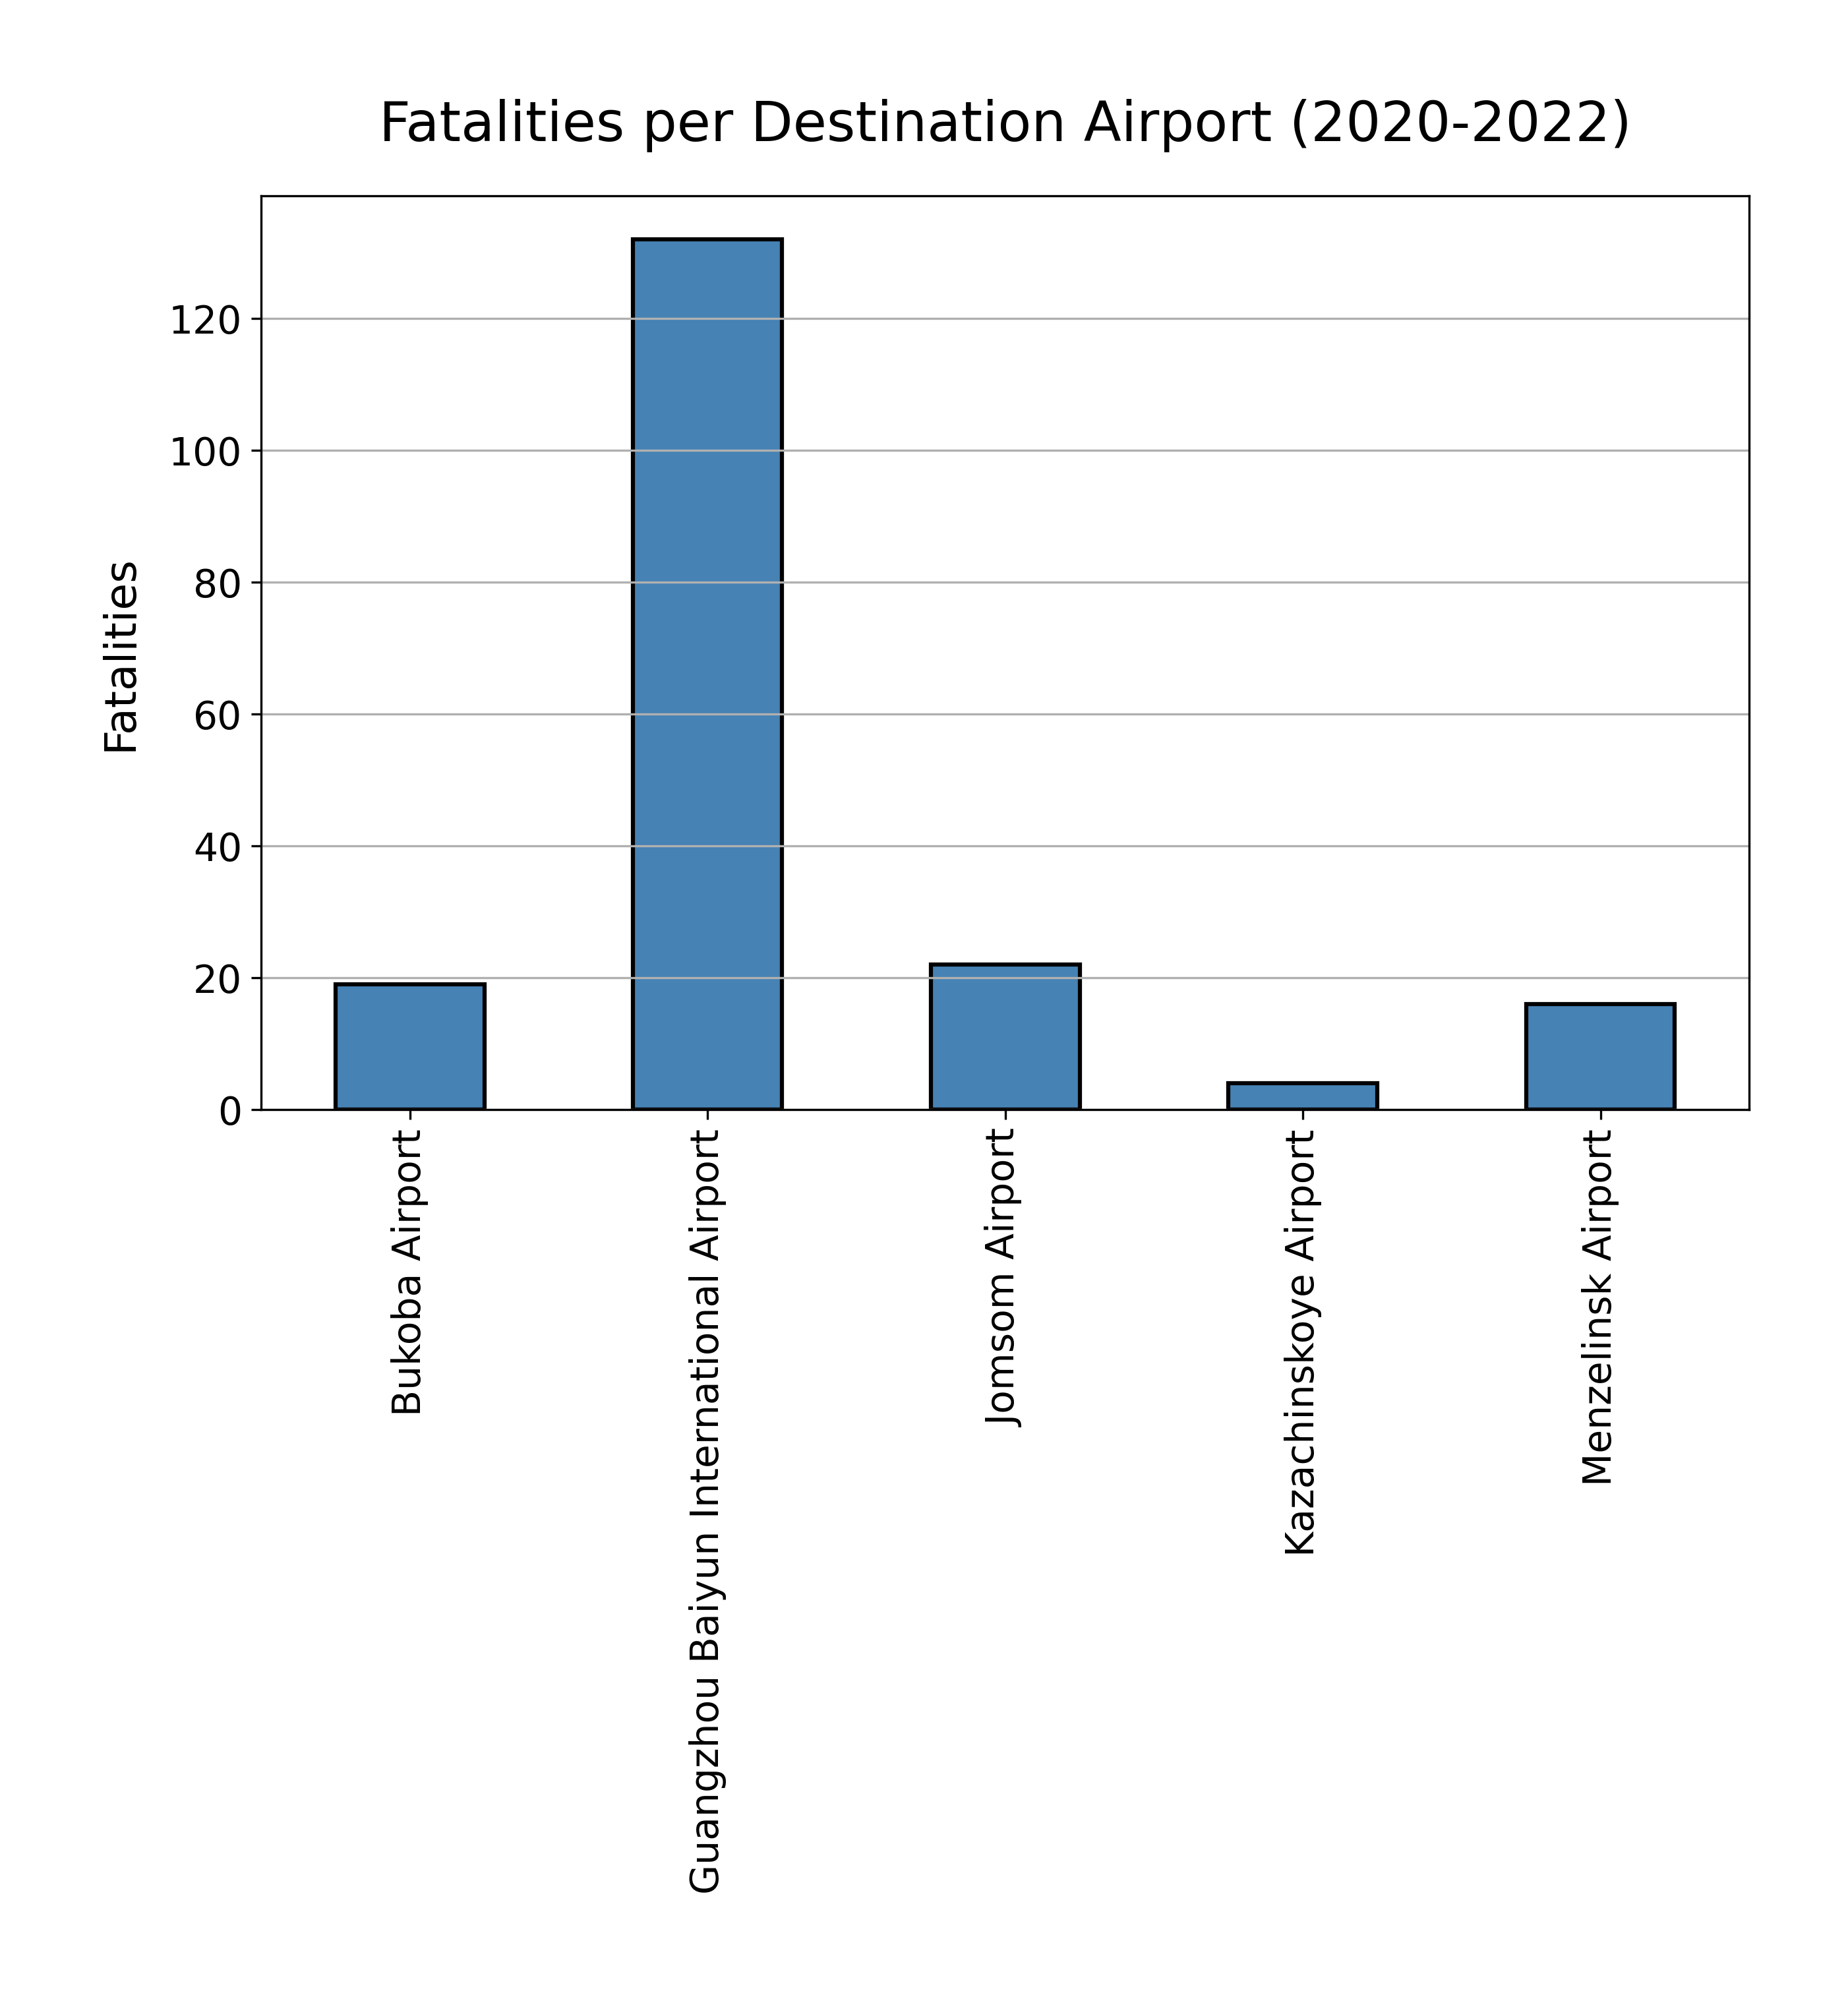 Fatalities per Destination Airport (2020-2022)
Fatalities
120
100
80
60
40
20
0
Bukoba Airport
Guangzhou Baiyun International Airport
Jomsom Airport
Kazachinskoye Airport
Menzelinsk Airport